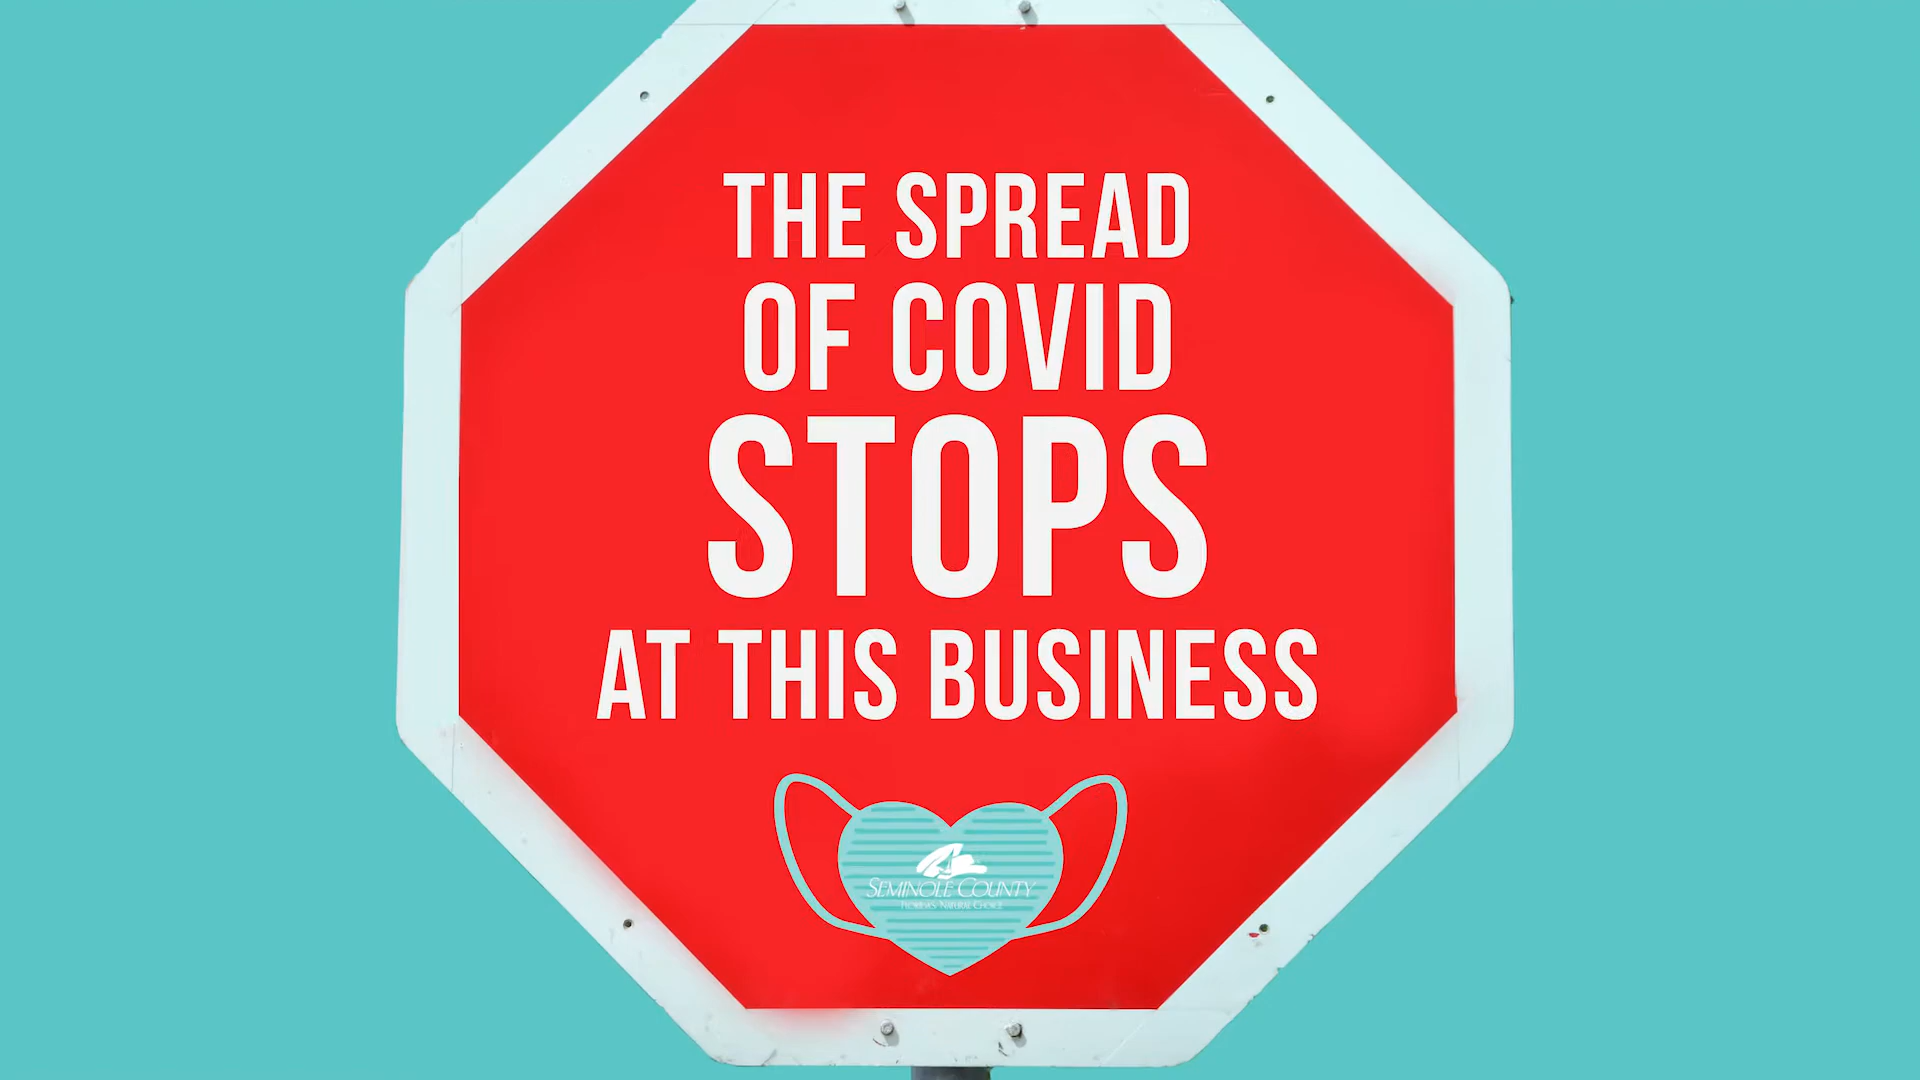 THE SPREAD
OF COVID
STOPS
AT THIS BUSINESS
SEMINOLE COUNTY
FLORIDA'S NATURAL CHOICE